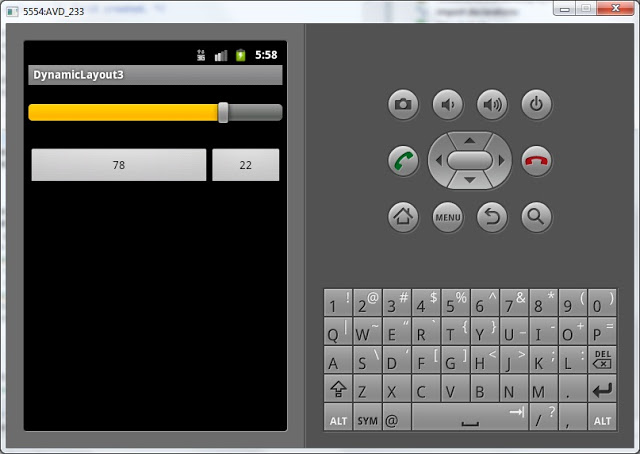 5554:AVD_233
3G 5:58
DynamicLayout3
78 22
MENU
1 ! 2 @ 3 # 4 $ 5 % 6 ^ 7 & 8 * 9 ( 0 )
Q | W ~ E " R ` T { Y } U _ I - O + P =
A S \ D ' F [ G ] H < J > K ; L : DEL
Z X C V B N M .
ALT SYM @ / ? , ALT